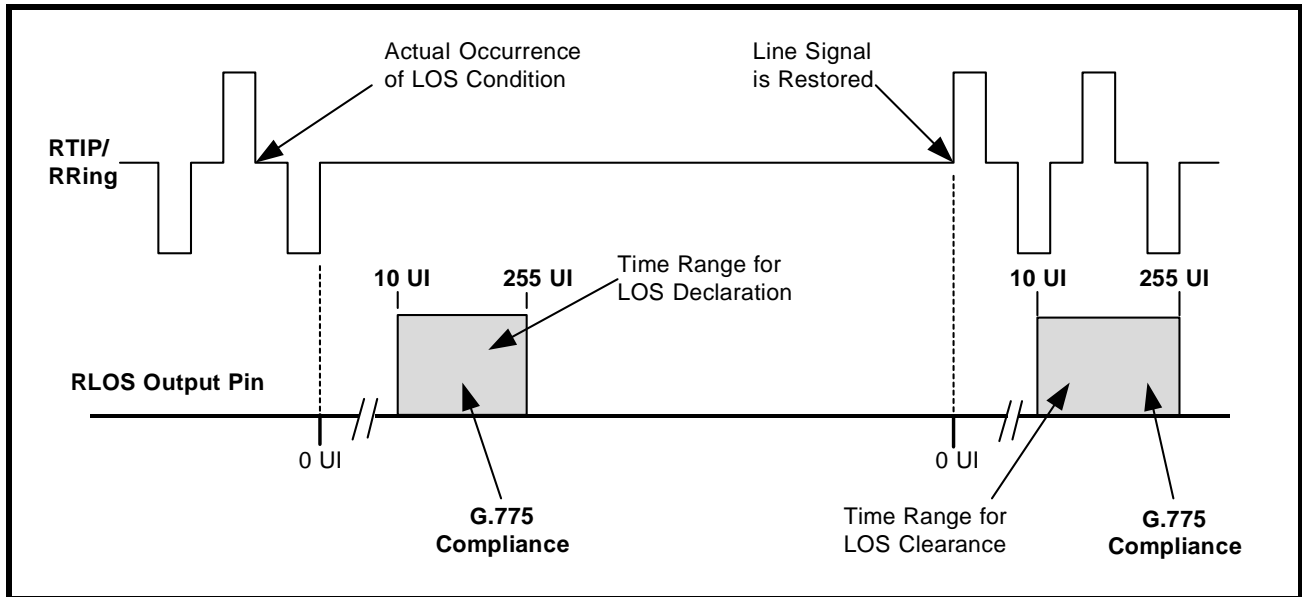 Actual Occurrence
of LOS Condition
Line Signal
is Restored
RTIP/
RRing
10 UI
255 UI
Time Range for
LOS Declaration
10 UI
255 UI
RLOS Output Pin
0 UI
0 UI
G.775
Compliance
Time Range for
LOS Clearance
G.775
Compliance